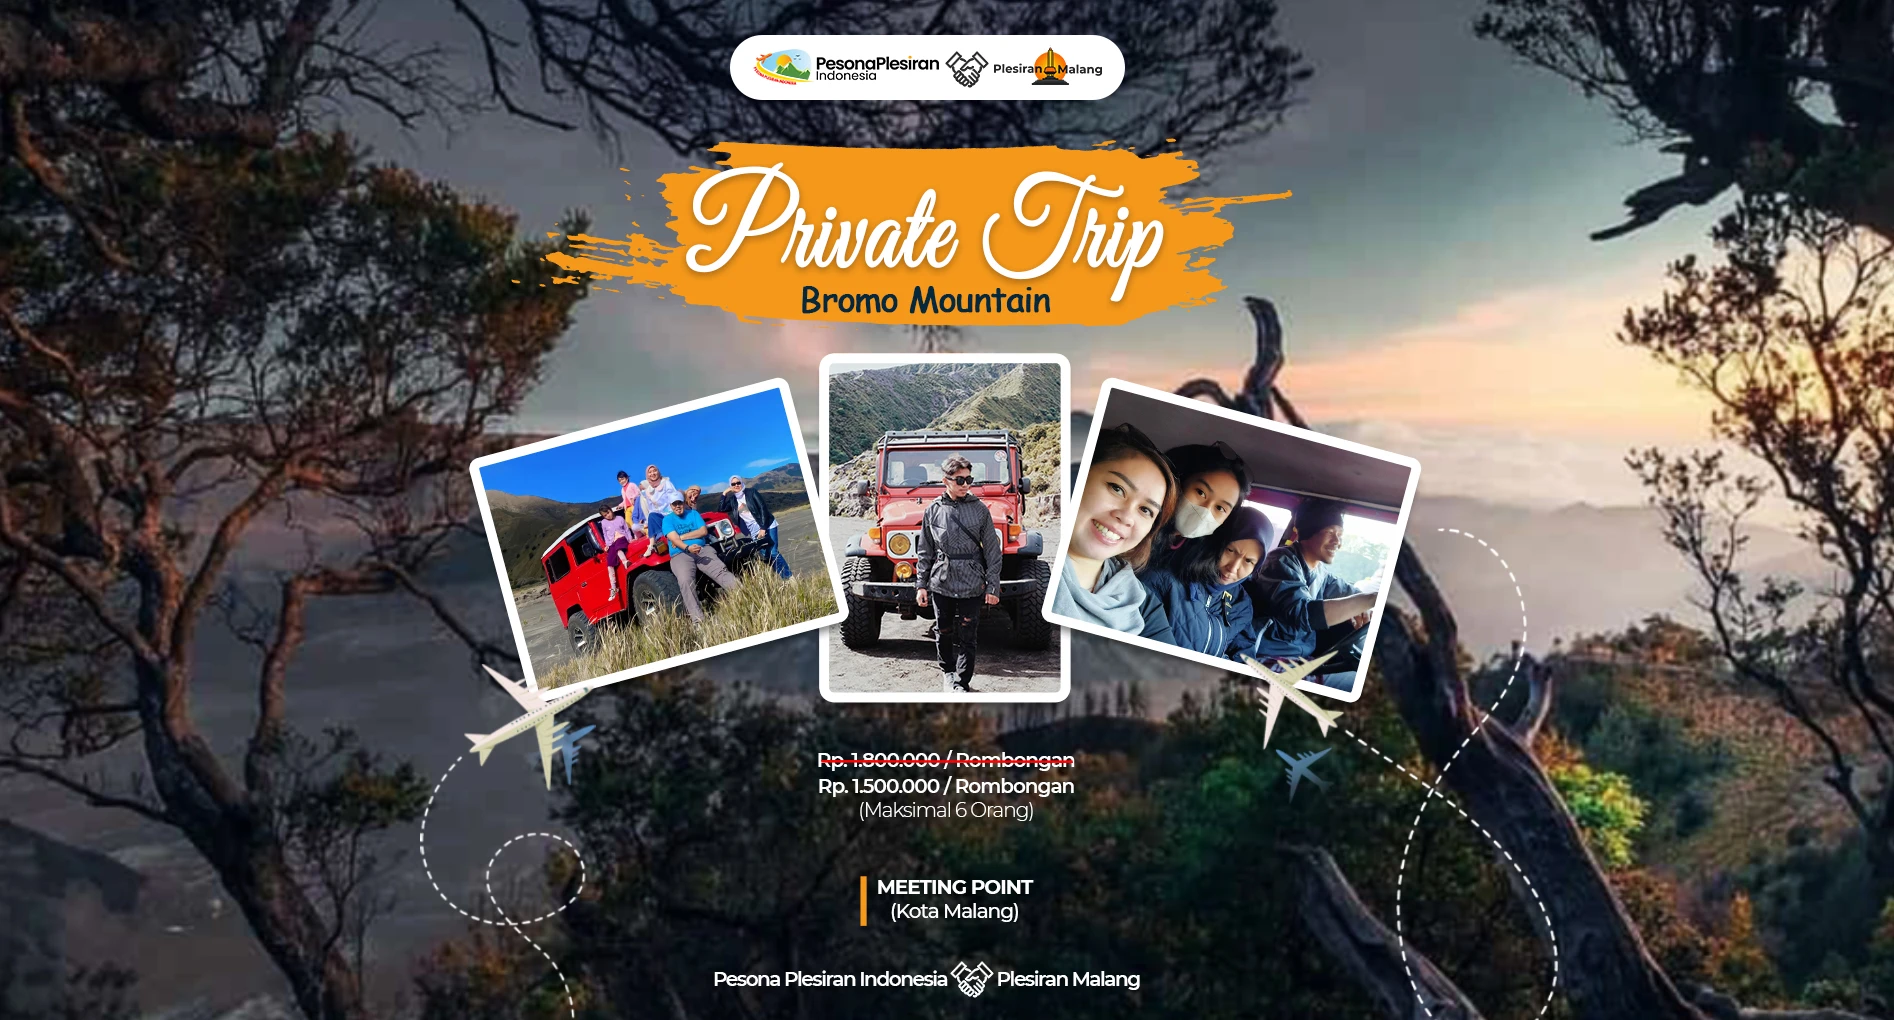 PesonaPlesiran
Indonesia
Plesiran Malang
Private Trip
Bromo Mountain
Rp. 1.800.000 / Rombongan
Rp. 1.500.000 / Rombongan
(Maksimal 6 Orang)
MEETING POINT
(Kota Malang)
Pesona Plesiran Indonesia Plesiran Malang